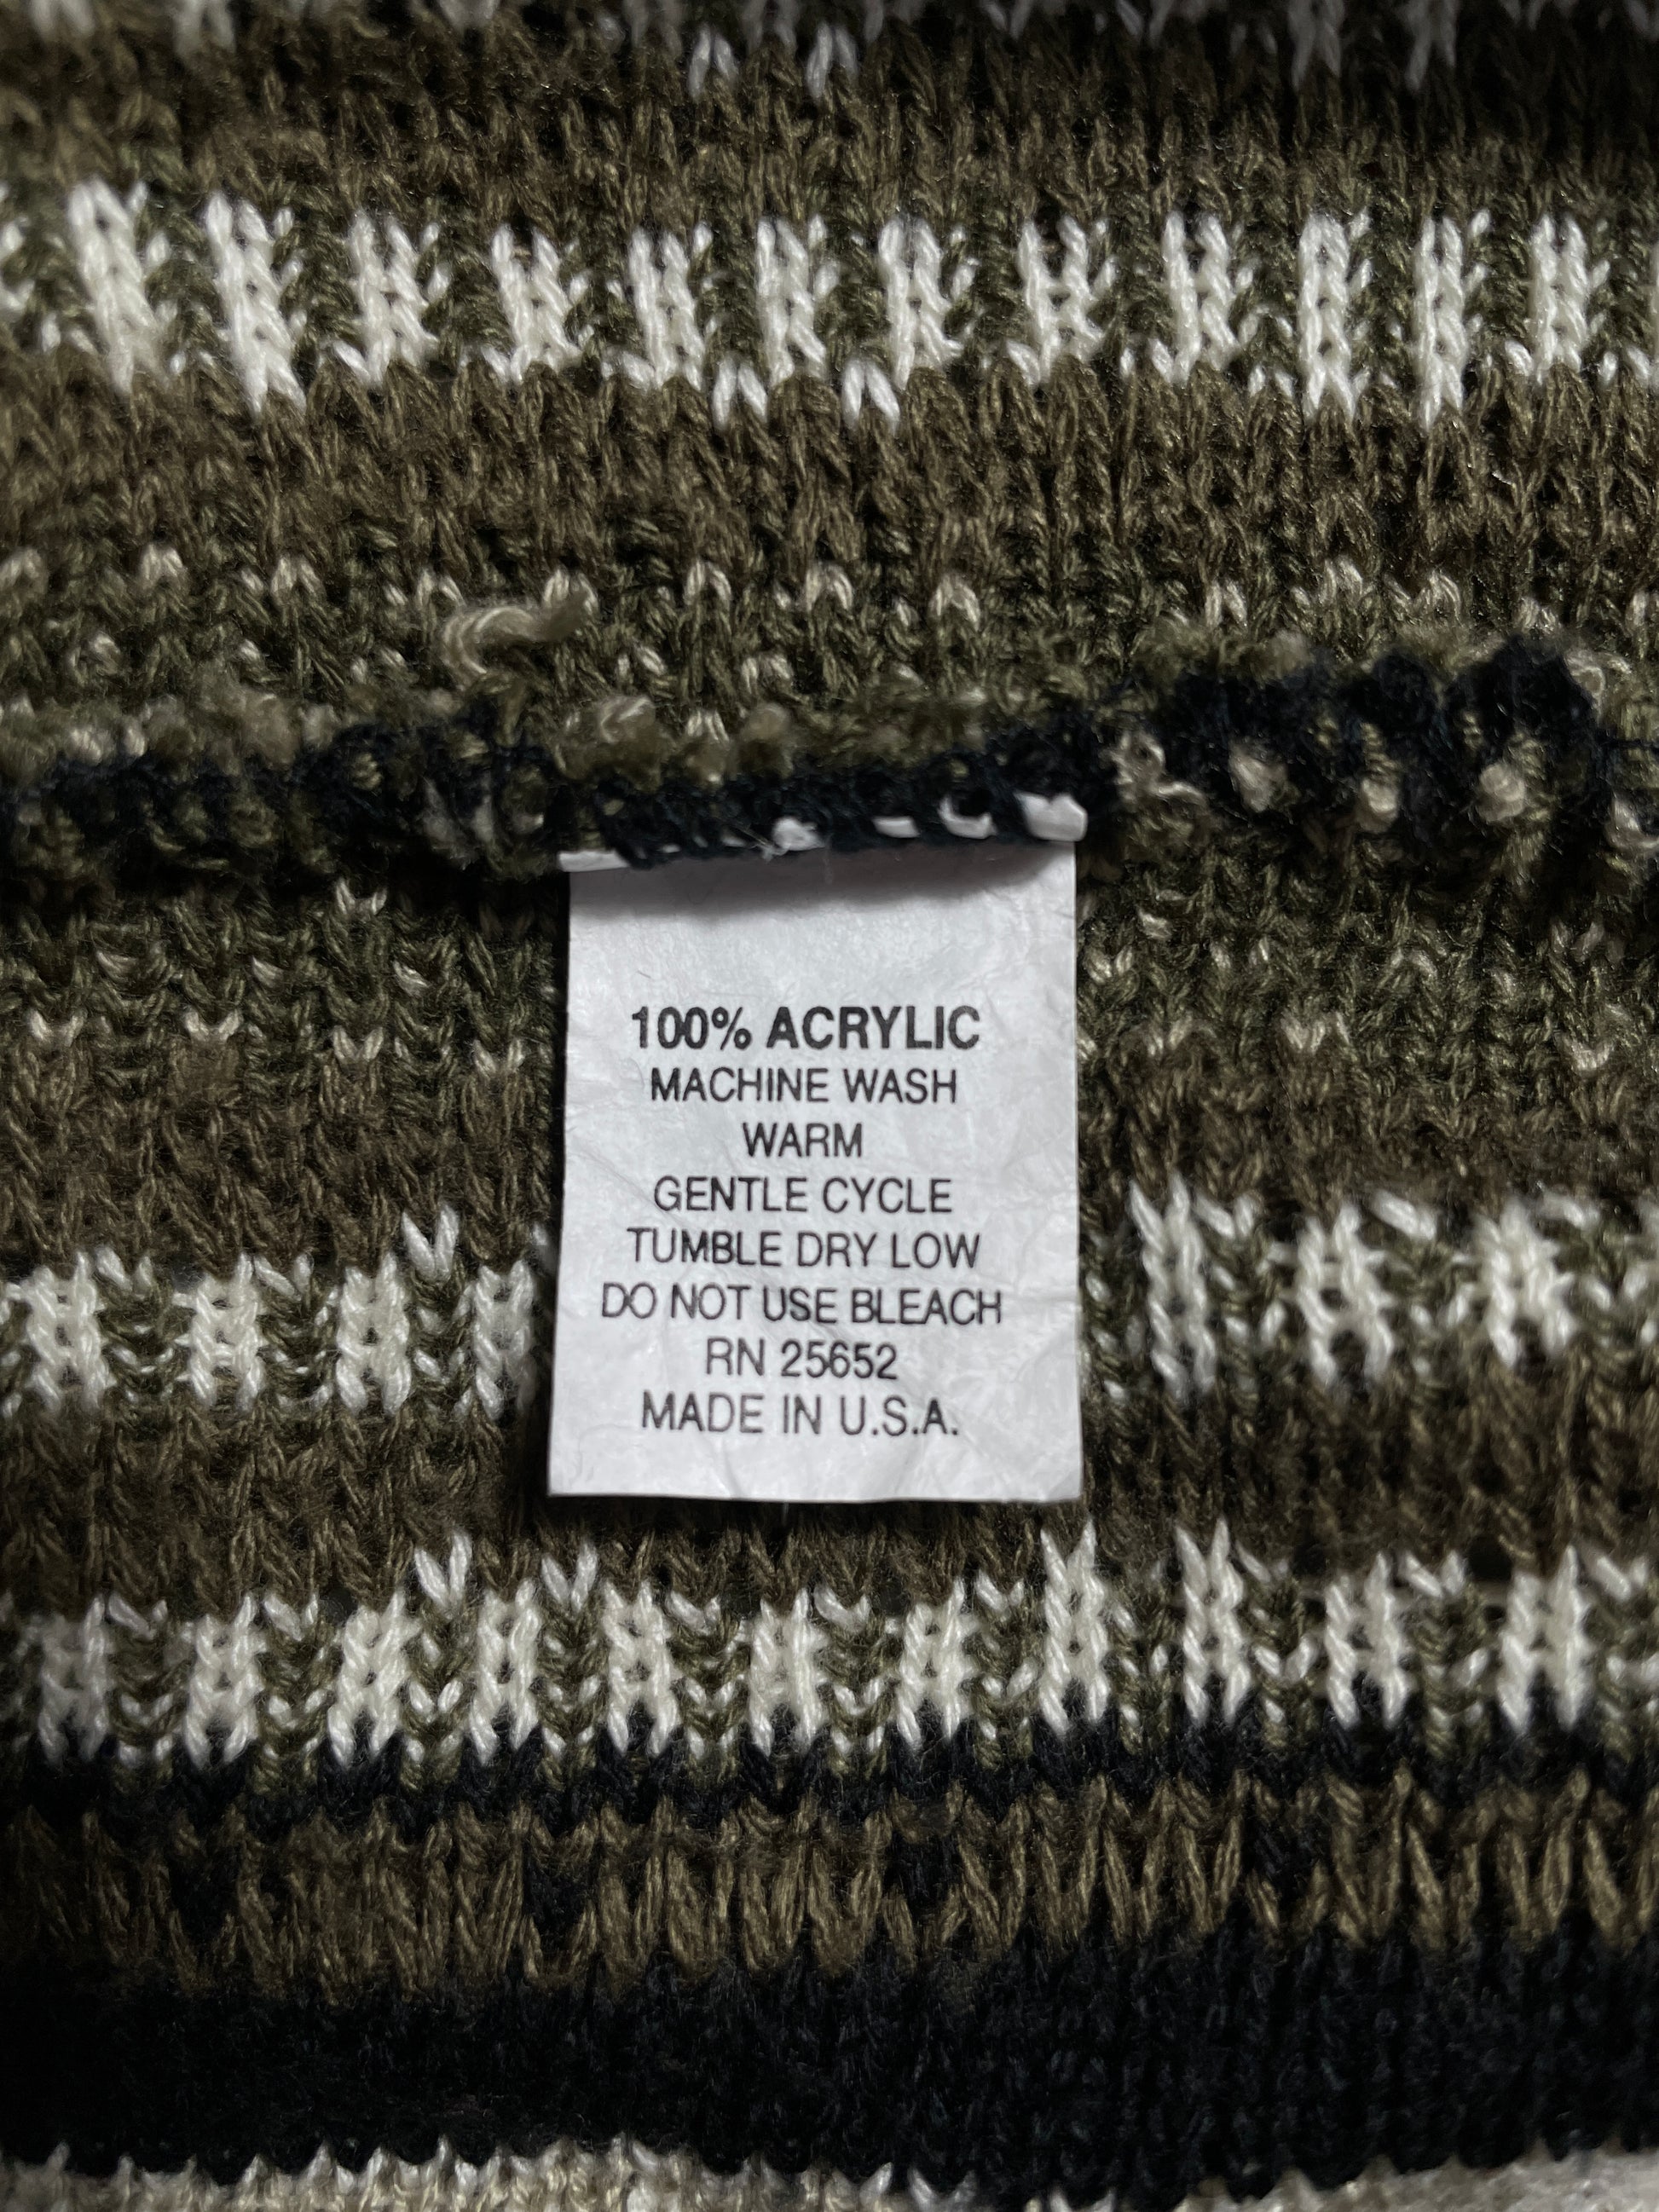 100% ACRYLIC
MACHINE WASH
WARM
GENTLE CYCLE
TUMBLE DRY LOW
DO NOT USE BLEACH
RN 25652
MADE IN U.S.A.